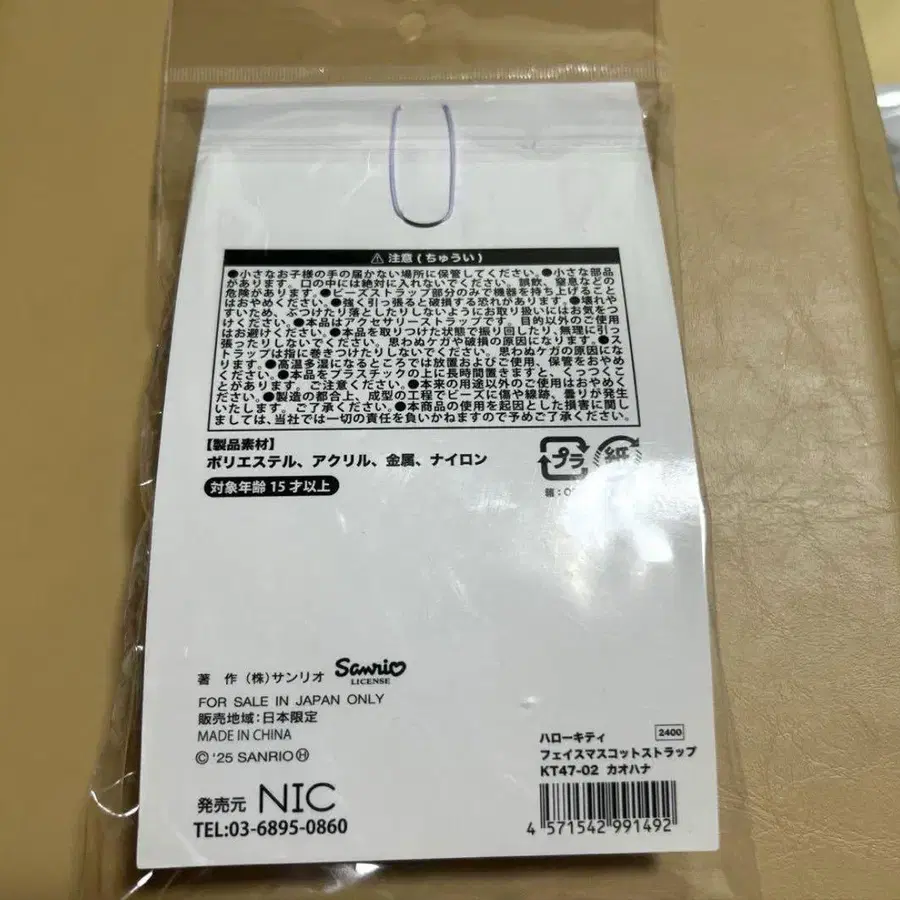 ⚠注意(ちゅうい)
●小さなお子様の手の届かない場所に保管してください。●小さな部品
があります。口の中には絶対に入れないでください。誤飲、窒息などの
危険があります。●ビーズストラップ部分のみで機器を持ち上げること
はおやめください。●強く引っ張ると破損する恐れがあります。●壊れや
すいため、ぶつけたり落としたりしないようにお取り扱いにはお気をつ
けください。●本品はアクセサリーストラップです。目的以外のご使用
はお避けください。●本品を取りつけた状態で振り回したり、無理に引っ
張ったりしないでください。思わぬケガや破損の原因になります。●ス
トラップは指に巻きつけたりしないでください。思わぬケガの原因にな
ります。●高温多湿になるところでは放置およびご使用、保管をおやめ
ください。●本品をプラスチックの上に長時間置きますと、くっつくこ
とがあります。ご注意ください。●本来の用途以外のご使用はおやめく
ださい。●製造の都合上、成型の工程でビーズに傷や線跡、曇りが発生
いたします。ご了承ください。●本商品の使用を起因とした損害に関し
ましては、当社では一切の責任を負いかねますので予めご了承ください。
【製品素材】
ポリエステル、アクリル、金属、ナイロン
対象年齢15才以上
プラ 紙
著 作 (株)サンリオ Sanrio
LICENSE
FOR SALE IN JAPAN ONLY
販売地域:日本限定
MADE IN CHINA
©'25 SANRIO Ⓗ
発売元 NIC
TEL:03-6895-0860
ハローキティ 2400
フェイスマスコットストラップ
KT47-02 カオハナ
4 571542 991492